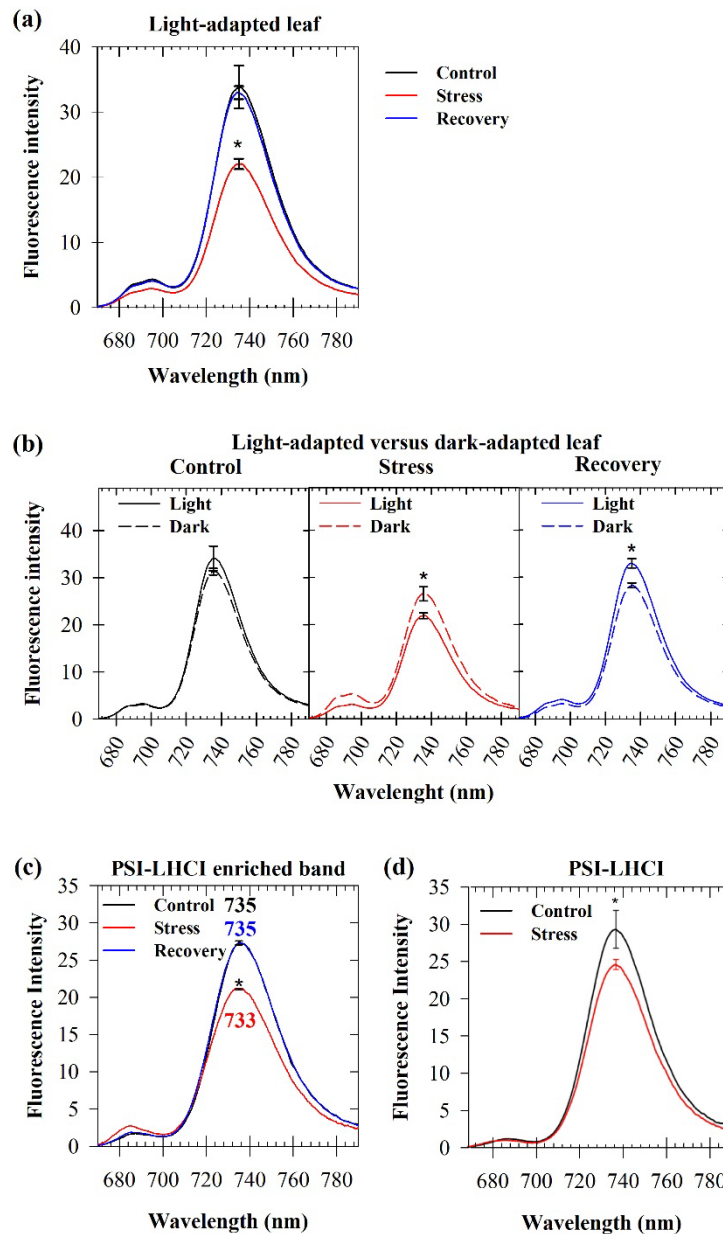 (a)
Light-adapted leaf
Fluorescence intensity
40
30
20
10
0
*
Control
Stress
Recovery
680 700 720 740 760 780
Wavelength (nm)
(b)
Light-adapted versus dark-adapted leaf
Control Stress Recovery
Fluorescence intensity
40
30
20
10
0
Light
Dark
Light
Dark
*
Light
Dark
*
680 700 720 740 760 780 680 700 720 740 760 780 680 700 720 740 760 780
Wavelenght (nm)
(c)
PSI-LHCI enriched band
Fluorescence Intensity
35
30
25
20
15
10
5
0
Control 735
Stress 735
Recovery
*
733
680 700 720 740 760 780
Wavelength (nm)
(d)
PSI-LHCI
Fluorescence Intensity
35
30
25
20
15
10
5
0
Control
Stress
*
680 700 720 740 760 780
Wavelength (nm)